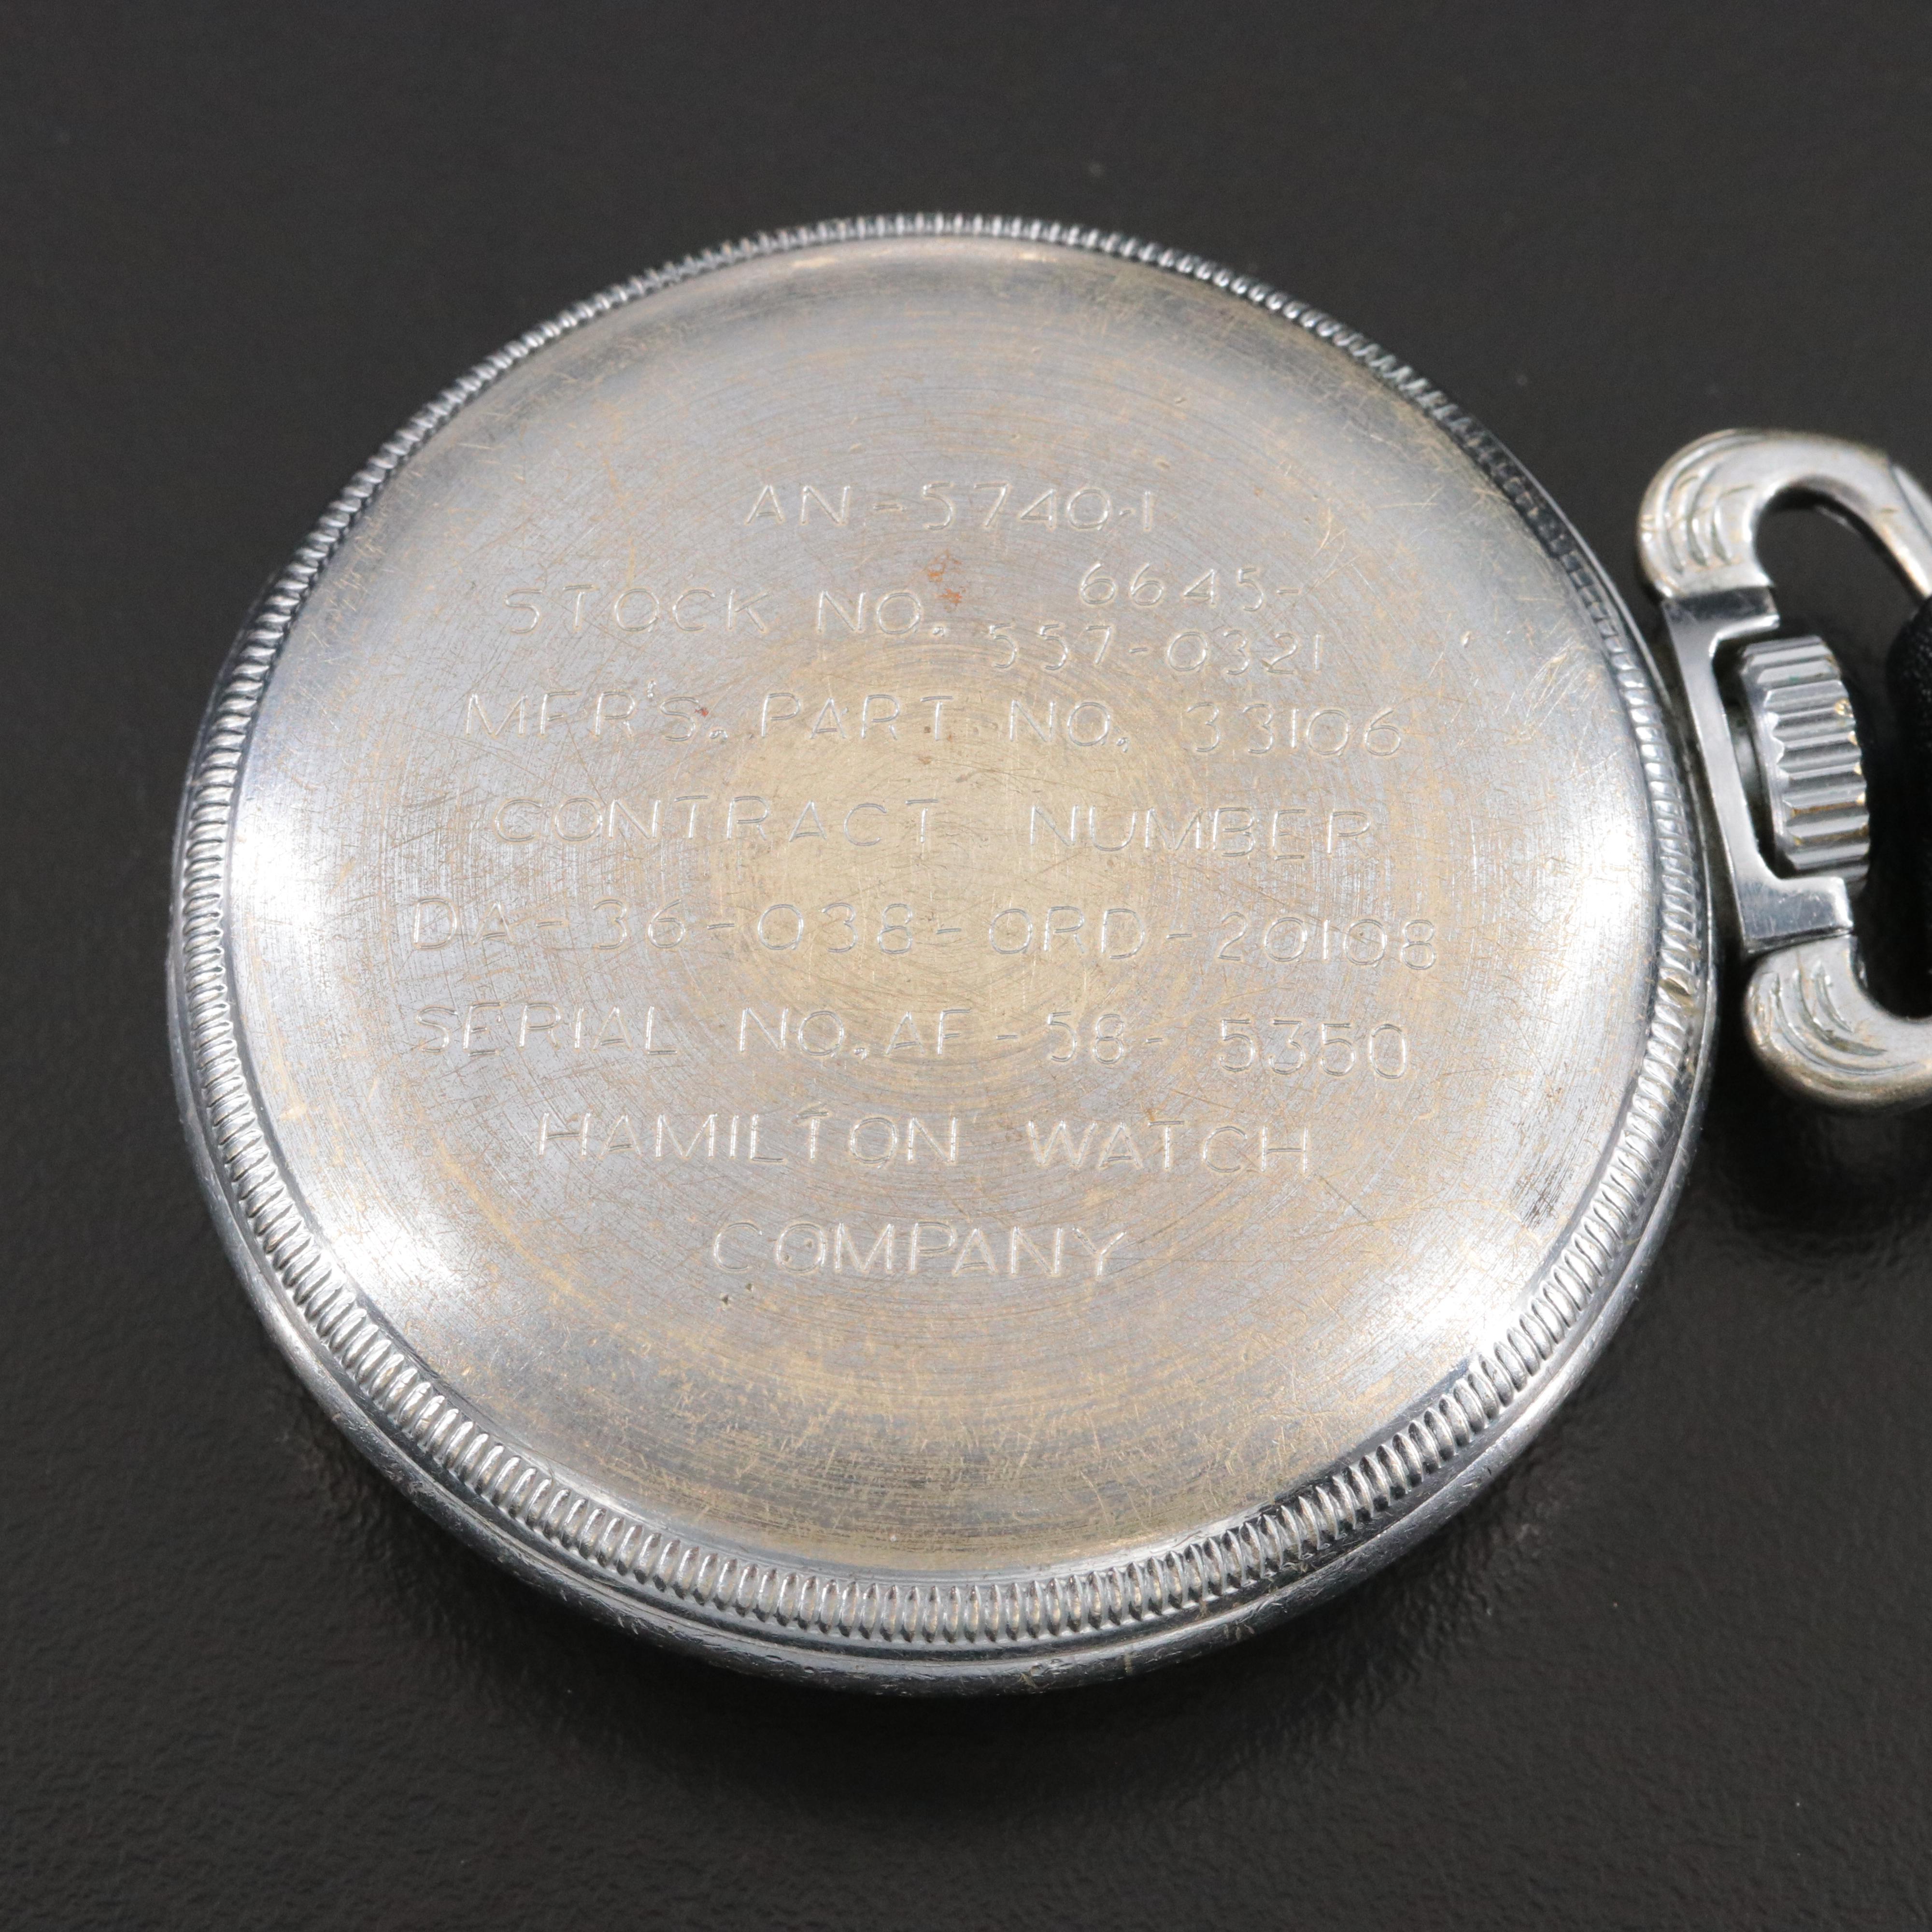 AN-5740-1
STOCK NO. 6645-
557-0321
MFR'S. PART NO. 33106
CONTRACT NUMBER
DA-36-038-ORD-20108
SERIAL NO. AF-58-5350
HAMILTON WATCH
COMPANY